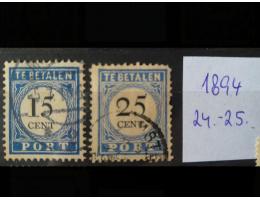 TE BETALEN
15
CENT
PORT
TE BETALEN
25
CENT
PORT
1894
24.-25.